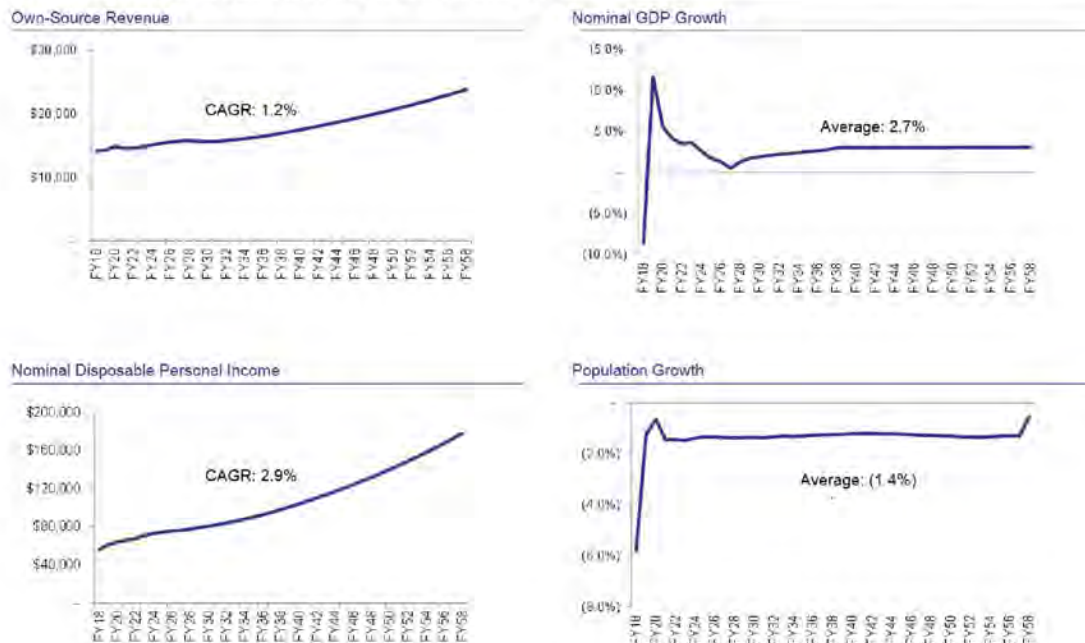 Own-Source Revenue
$30,000
$20,000
$10,000
-
CAGR: 1.2%
FY18 FY20 FY22 FY24 FY26 FY28 FY30 FY32 FY34 FY36 FY38 FY40 FY42 FY44 FY46 FY48 FY50 FY52 FY54 FY56 FY58
Nominal GDP Growth
15.0%
10.0%
5.0%
-
(5.0%)
(10.0%)
Average: 2.7%
FY18 FY20 FY22 FY24 FY26 FY28 FY30 FY32 FY34 FY36 FY38 FY40 FY42 FY44 FY46 FY48 FY50 FY52 FY54 FY56 FY58
Nominal Disposable Personal Income
$200,000
$160,000
$120,000
$80,000
$40,000
-
CAGR: 2.9%
FY18 FY20 FY22 FY24 FY26 FY28 FY30 FY32 FY34 FY36 FY38 FY40 FY42 FY44 FY46 FY48 FY50 FY52 FY54 FY56 FY58
Population Growth
-
(2.0%)
(4.0%)
(6.0%)
(8.0%)
Average: (1.4%)
FY18 FY20 FY22 FY24 FY26 FY28 FY30 FY32 FY34 FY36 FY38 FY40 FY42 FY44 FY46 FY48 FY50 FY52 FY54 FY56 FY58